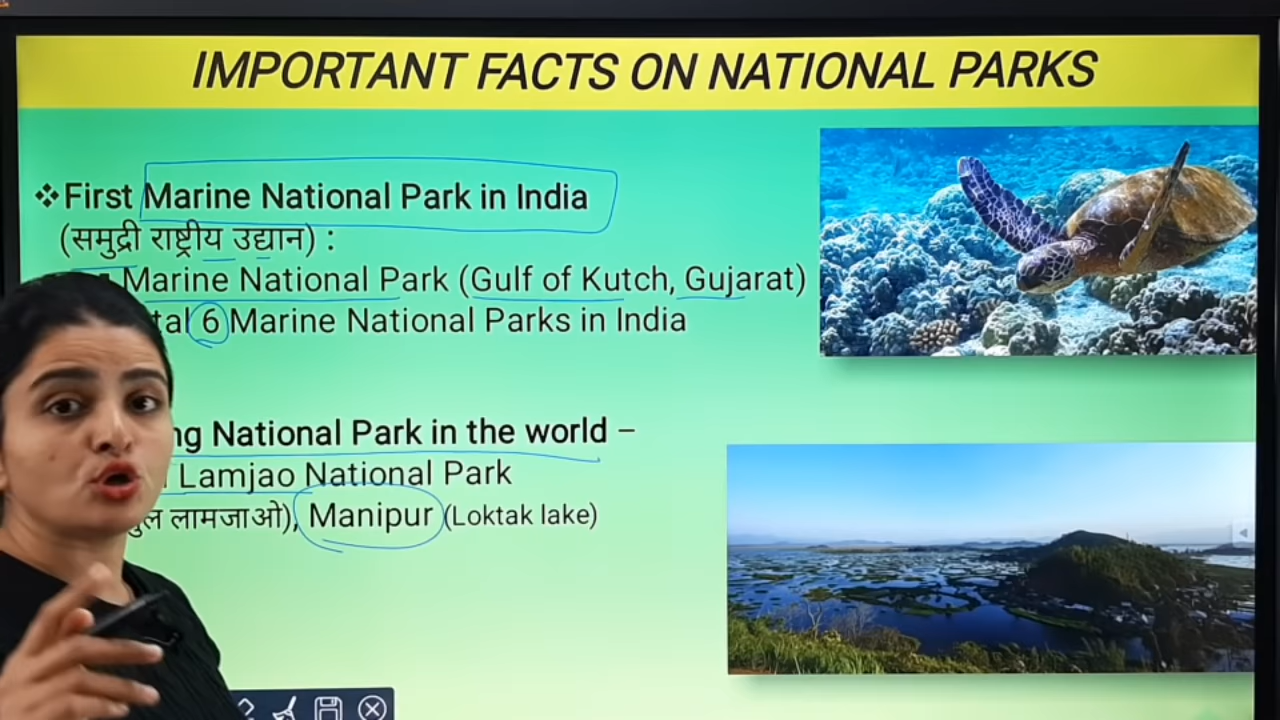 IMPORTANT FACTS ON NATIONAL PARKS
❖First Marine National Park in India
(समुद्री राष्ट्रीय उद्यान) :
Marine National Park (Gulf of Kutch, Gujarat)
6 Marine National Parks in India
National Park in the world –
Lamjao National Park
लामजाओ), Manipur (Loktak lake)